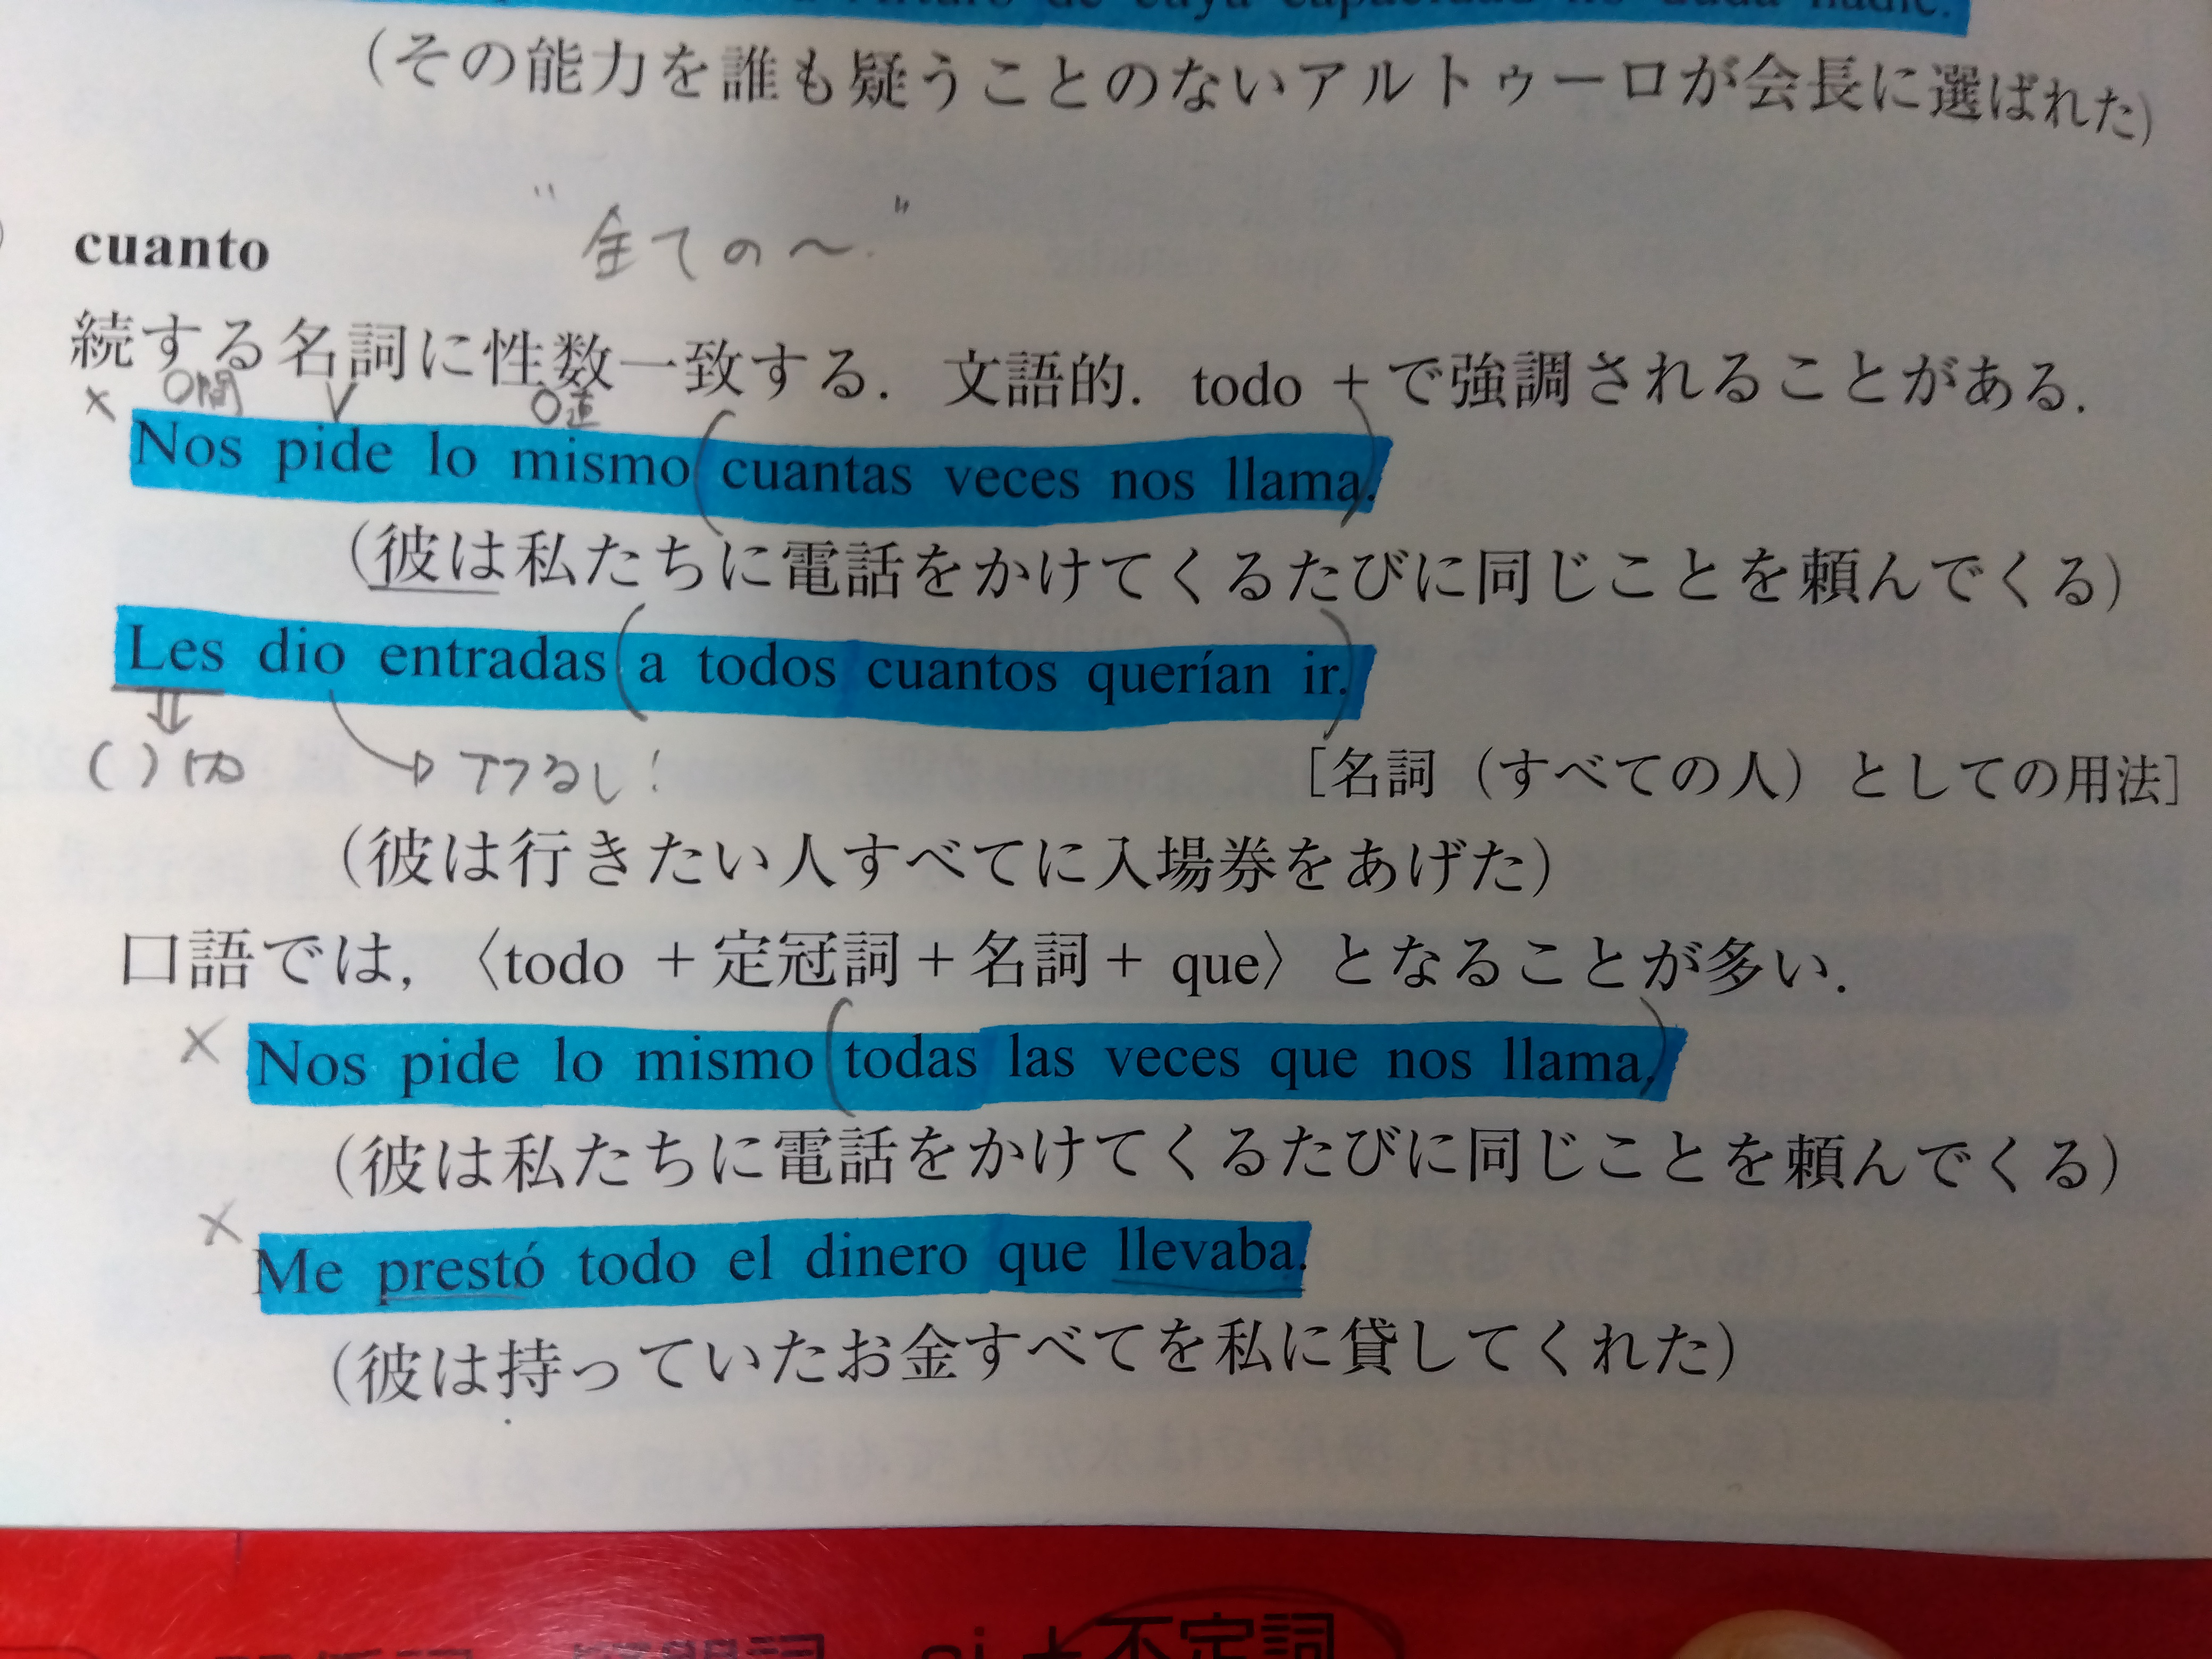 Arturo de cuya capacidad no duda nadie.
（その能力を誰も疑うことのないアルトゥーロが会長に選ばれた）
cuanto
"全ての〜"
続する名詞に性数一致する．文語的．todo ＋で強調されることがある．
× O間 V O直
Nos pide lo mismo (cuantas veces nos llama.)
（彼は私たちに電話をかけてくるたびに同じことを頼んでくる）
Les dio entradas (a todos cuantos querían ir.)
( )
［名詞（すべての人）としての用法］
（彼は行きたい人すべてに入場券をあげた）
口語では，〈todo ＋定冠詞＋名詞＋ que〉となることが多い．
× Nos pide lo mismo (todas las veces que nos llama.)
（彼は私たちに電話をかけてくるたびに同じことを頼んでくる）
× Me prestó todo el dinero que llevaba.
（彼は持っていたお金すべてを私に貸してくれた）
＋不定詞